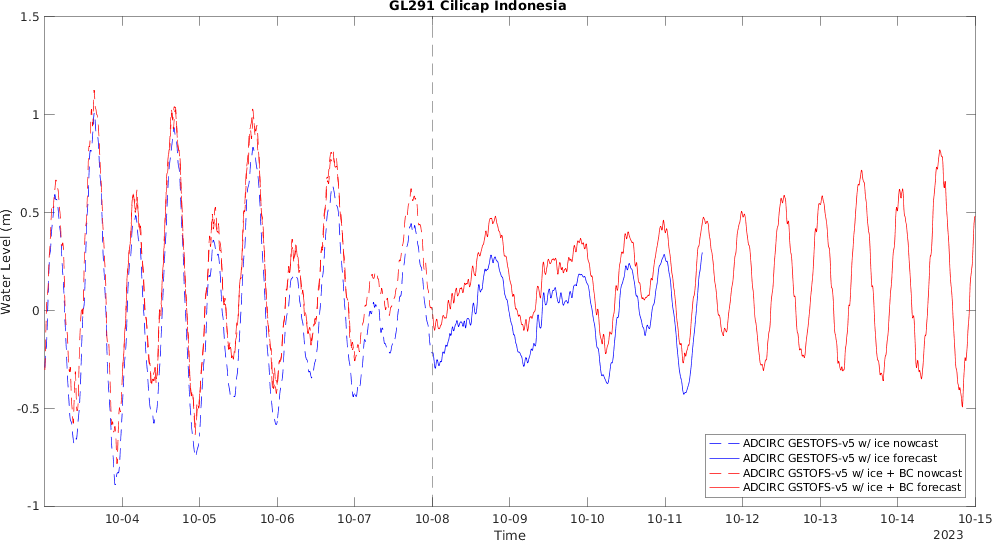 GL291 Cilicap Indonesia
1.5
1
0.5
0
-0.5
-1
Water Level (m)
10-04
10-05
10-06
10-07
10-08
10-09
10-10
10-11
10-12
10-13
10-14
10-15
Time
2023
ADCIRC GESTOFS-v5 w/ ice nowcast
ADCIRC GESTOFS-v5 w/ ice forecast
ADCIRC GSTOFS-v5 w/ ice + BC nowcast
ADCIRC GSTOFS-v5 w/ ice + BC forecast